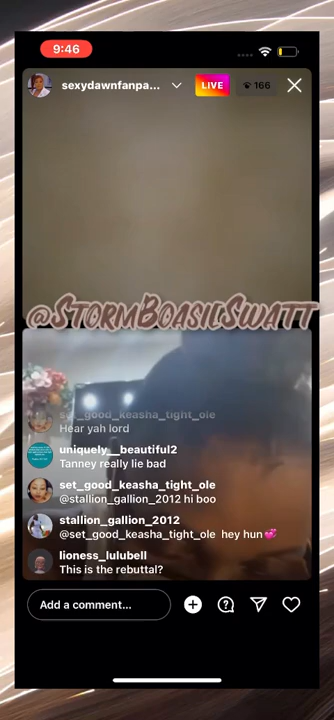 9:46
sexydawnfanpa...
LIVE
166
@StormBoasilSwatt
set_good_keasha_tight_ole
Hear yah lord
uniquely__beautiful2
Tanney really lie bad
set_good_keasha_tight_ole
@stallion_gallion_2012 hi boo
stallion_gallion_2012
@set_good_keasha_tight_ole hey hun💞
lioness_lulubell
This is the rebuttal?
Add a comment...